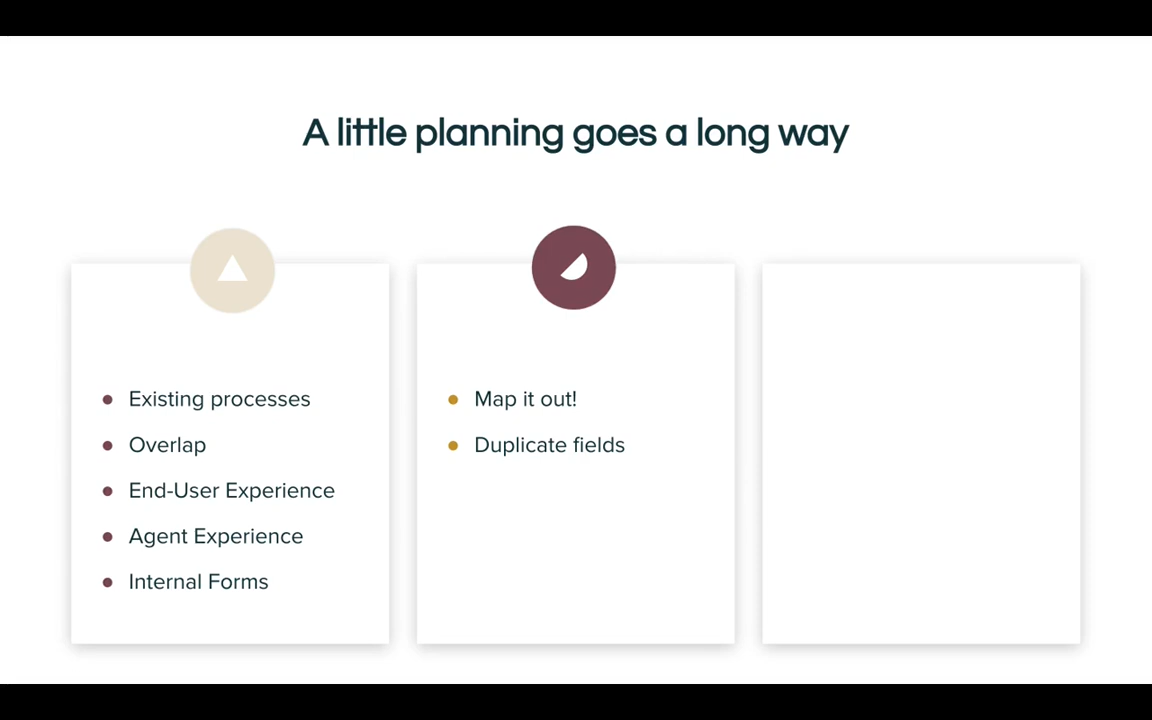 A little planning goes a long way
Existing processes
Overlap
End-User Experience
Agent Experience
Internal Forms
Map it out!
Duplicate fields